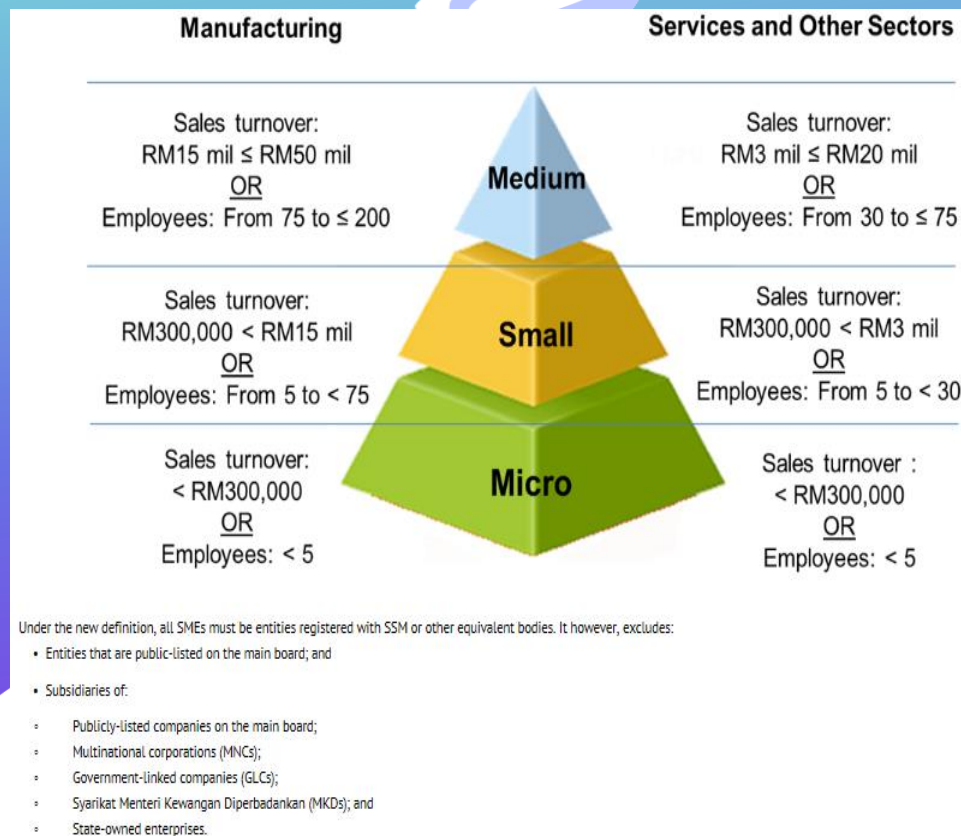 Manufacturing
Services and Other Sectors
Sales turnover:
RM15 mil ≤ RM50 mil
OR
Employees: From 75 to ≤ 200
Medium
Sales turnover:
RM3 mil ≤ RM20 mil
OR
Employees: From 30 to ≤ 75
Sales turnover:
RM300,000 < RM15 mil
OR
Employees: From 5 to < 75
Small
Sales turnover:
RM300,000 < RM3 mil
OR
Employees: From 5 to < 30
Sales turnover:
< RM300,000
OR
Employees: < 5
Micro
Sales turnover :
< RM300,000
OR
Employees: < 5
Under the new definition, all SMEs must be entities registered with SSM or other equivalent bodies. It however, excludes:
• Entities that are public-listed on the main board; and
• Subsidiaries of:
◦ Publicly-listed companies on the main board;
◦ Multinational corporations (MNCs);
◦ Government-linked companies (GLCs);
◦ Syarikat Menteri Kewangan Diperbadankan (MKDs); and
◦ State-owned enterprises.